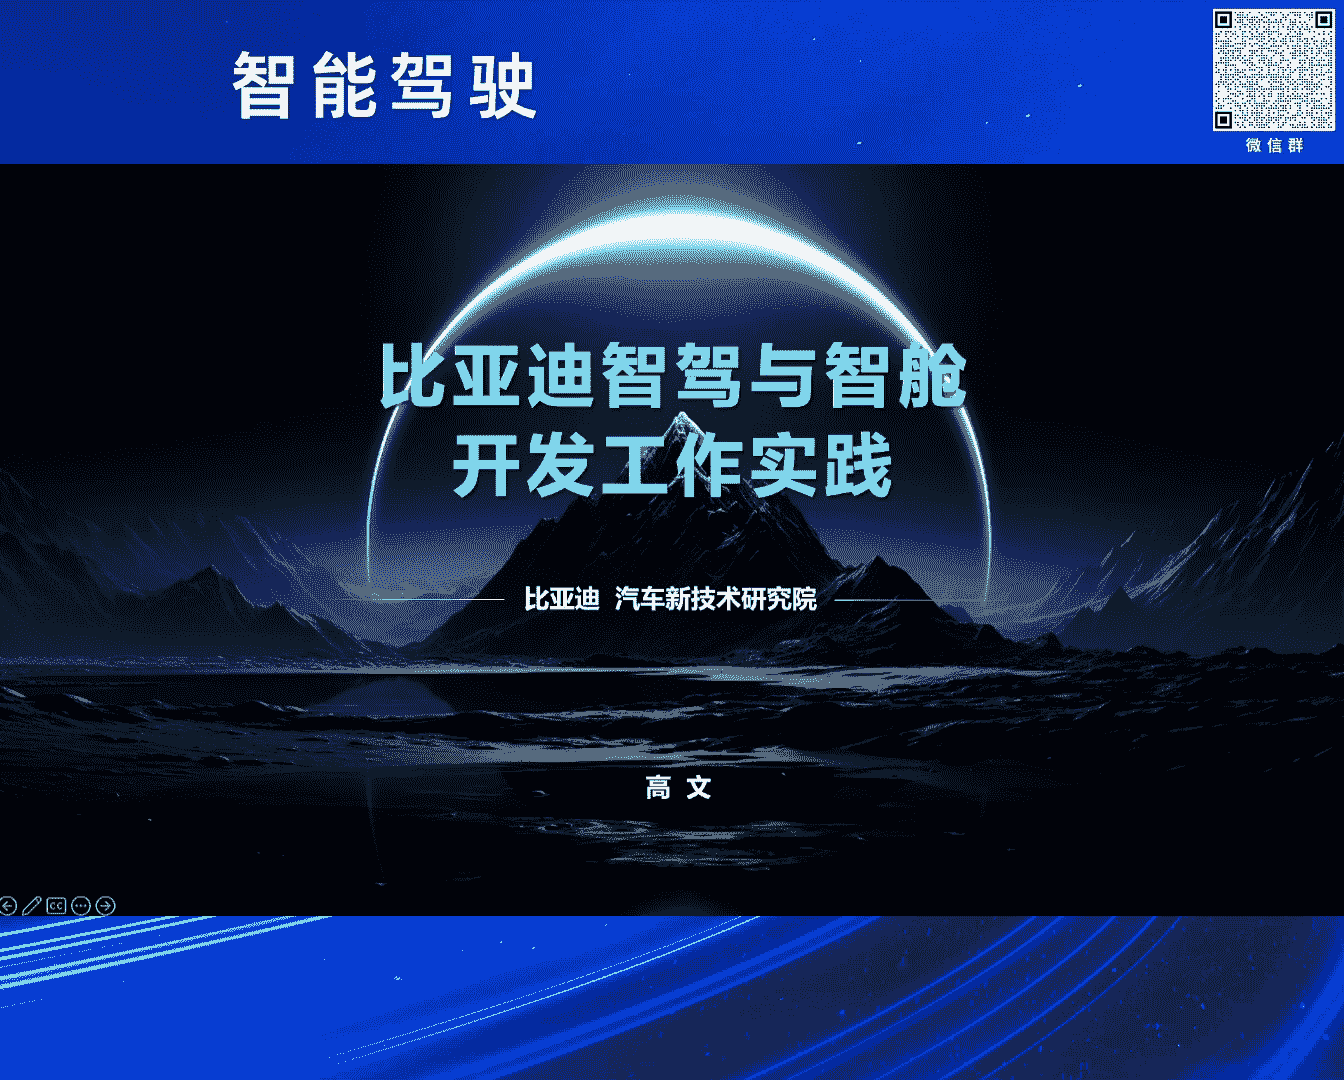 智能驾驶
微信群
比亚迪智驾与智舱
开发工作实践
比亚迪 汽车新技术研究院
高 文
CC